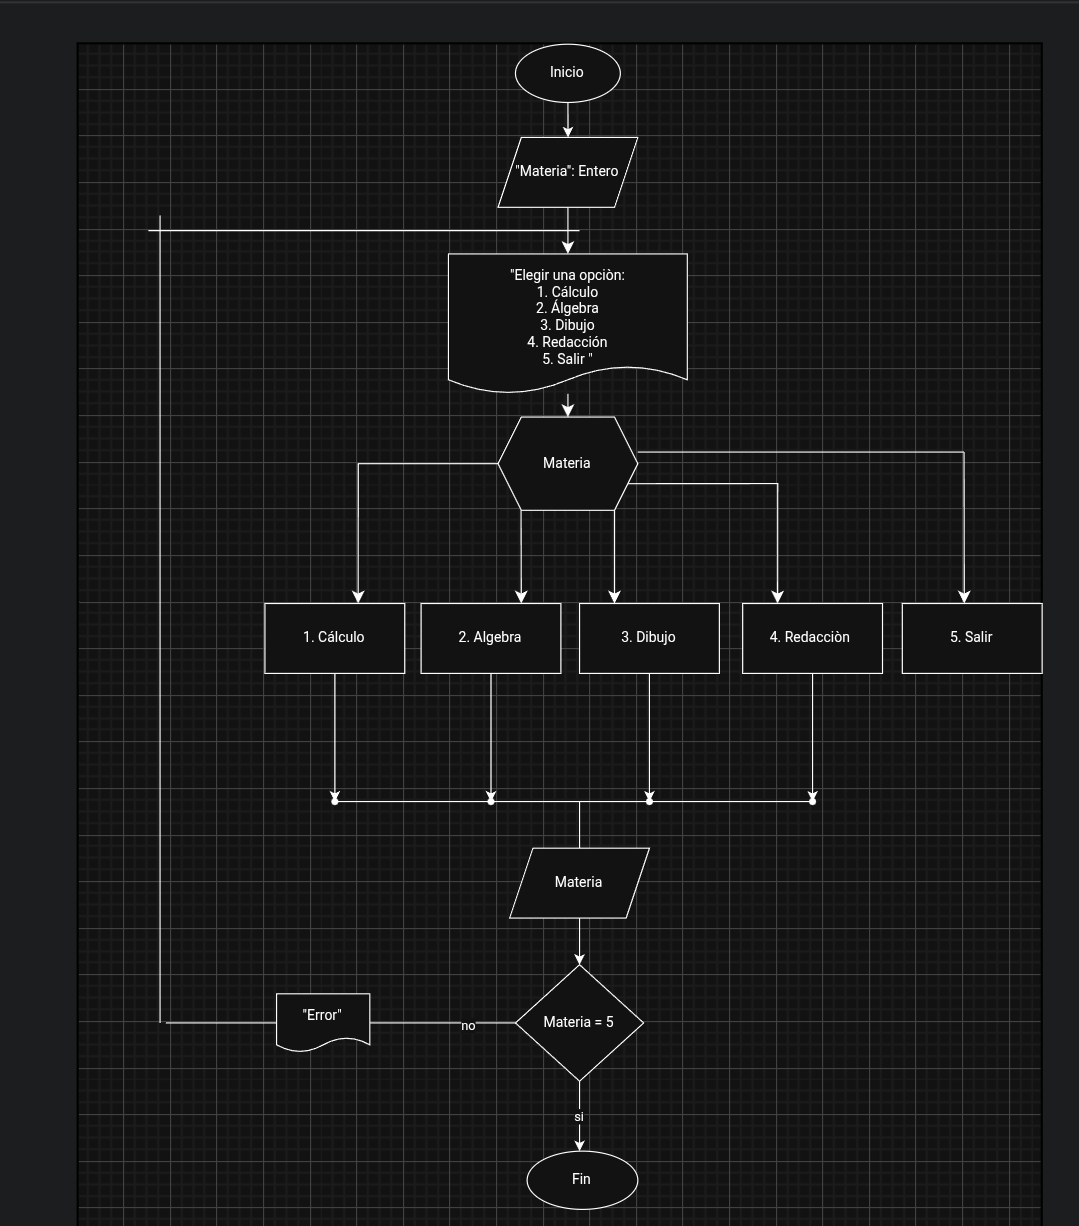 Inicio
"Materia": Entero
"Elegir una opciòn:
1. Cálculo
2. Álgebra
3. Dibujo
4. Redacción
5. Salir "
Materia
1. Cálculo
2. Algebra
3. Dibujo
4. Redacciòn
5. Salir
Materia
Materia = 5
no
"Error"
si
Fin